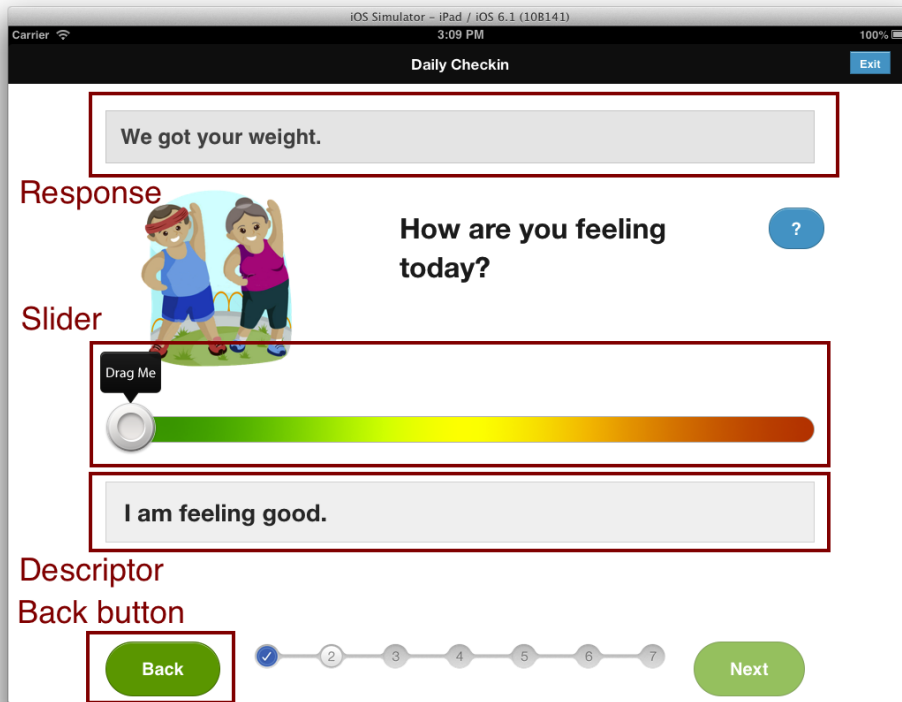 iOS Simulator – iPad / iOS 6.1 (10B141)
Carrier 3:09 PM 100%
Daily Checkin Exit
We got your weight.
Response
How are you feeling
today?
?
Slider
Drag Me
I am feeling good.
Descriptor
Back button
Back 2 3 4 5 6 7 Next